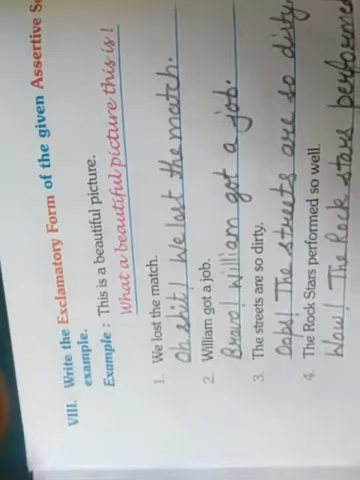 VIII. Write the Exclamatory Form of the given Assertive Se
example.
Example : This is a beautiful picture.
What a beautiful picture this is !
1. We lost the match.
Oh shit! We lost the match.
2. William got a job.
Bravo! William got a job.
3. The streets are so dirty.
Oops! The streets are so dirty
4. The Rock Stars performed so well.
Wow! The Rock stars performed